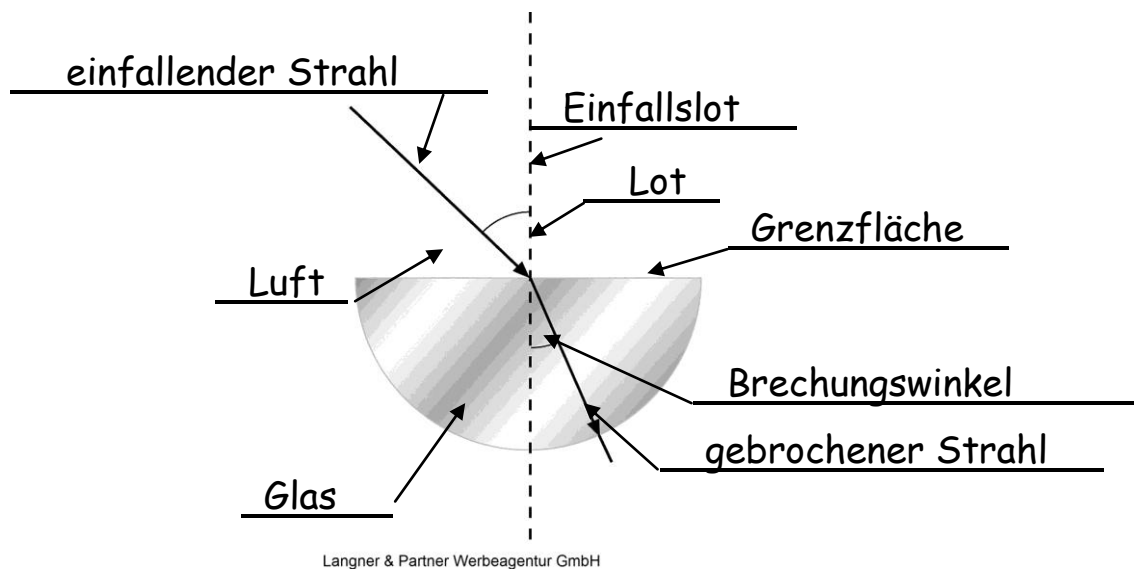 einfallender Strahl
Einfallslot
Lot
Grenzfläche
Luft
Brechungswinkel
gebrochener Strahl
Glas
Langner & Partner Werbeagentur GmbH